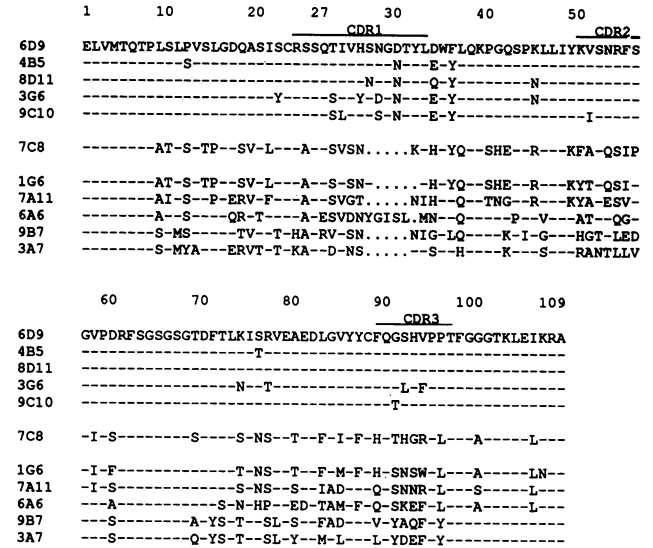 1 10 20 27 30 40 50
CDR1 CDR2
6D9 ELVMTQTPLSLPVSLGDQASISCRSSQTIVHSNGDTYLDWFLQKPGQSPKLLIYKVSNRFS
4B5 ------------S-------------------------N---E-Y------------------------
8D11 ----------------------------------N--N---Q-Y--------N---------------
3G6 ----------------------Y-----S--Y-D-N---E-Y--------N---------------
9C10 ----------------------------SL---S-N---E-Y---------------I---------
7C8 ---------AT-S-TP---SV-L---A--SVSN.....K-H-YQ---SHE--R---KFA-QSIP
1G6 ---------AT-S-TP---SV-L---A--S-SN.....---H-YQ---SHE--R---KYT-QSI-
7A11 ---------AI-S--P-ERV-F---A--SVGT.....NIH--Q--TNG--R---KYA-ESV-
6A6 ---------A--S----QR-T----A-ESVDNYGISL.MN--Q-----P--V---AT--QG-
9B7 ---------S-MS-----TV--T-HA-RV-SN.....NIG-LQ----K-I-G---HGT-LED
3A7 ---------S-MYA---ERVT-T-KA--D-NS.....--S--H----K---S---RANTLLV
60 70 80 90 100 109
CDR3
6D9 GVPDRFSGSGSGTDFTLKISRVEAEDLGVYYCFQGSHVPPTFGGGTKLEIKRA
4B5 -------------------T---------------------------------
8D11 -----------------------------------------------------
3G6 -----------------N--T--------------L-F---------------
9C10 ----------------------------------T------------------
7C8 -I-S--------S----S-NS--T--F-I-F-H-THGR-L---A-----L---
1G6 -I-F-------------T-NS--T--F-M-F-H-SNSW-L---A-----LN--
7A11 -I-S-------------S-NS--S--IAD---Q-SNNR-L---S-----L---
6A6 ---A-----------S-N-HP--ED-TAM-F-Q-SKEF-L---A-----L---
9B7 ---S--------A-YS-T--SL-S--FAD---V-YAQF-Y-------------
3A7 ---S--------Q-YS-T--SL-Y--M-L---L-YDEF-Y-------------